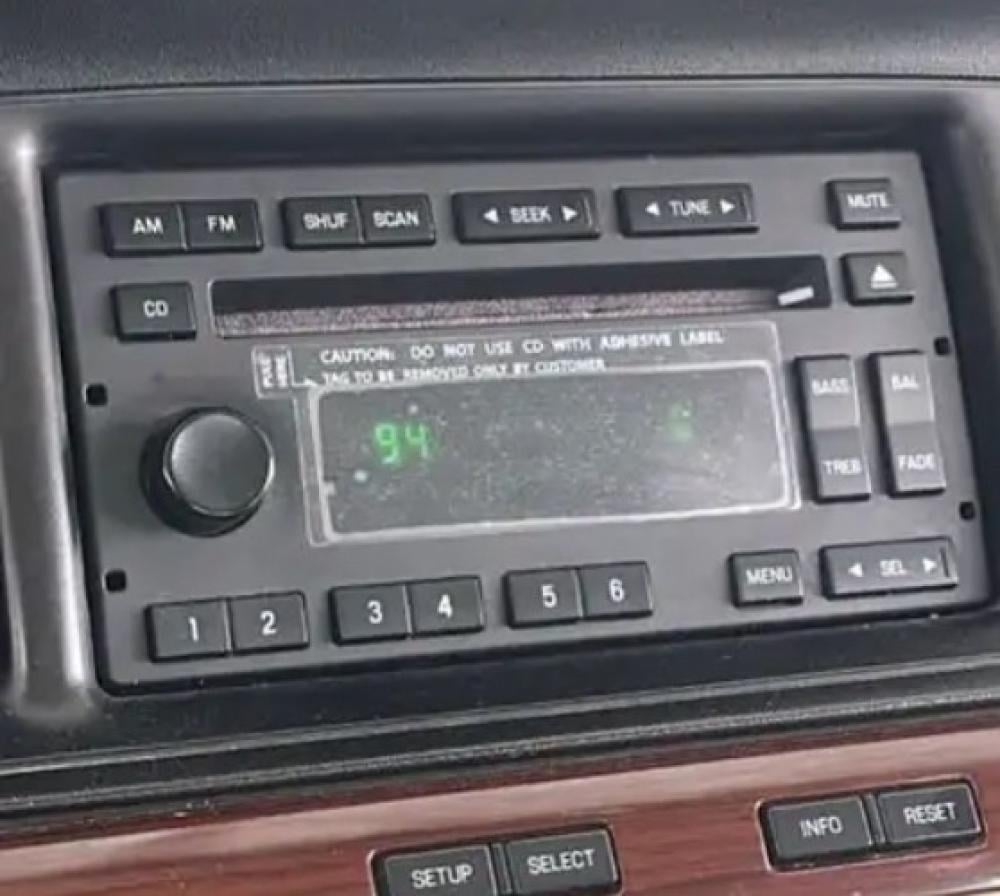 AM FM SHUF SCAN ◀ SEEK ▶ ◀ TUNE ▶ MUTE
CD
PULL HERE
CAUTION: DO NOT USE CD WITH ADHESIVE LABEL
TAG TO BE REMOVED ONLY BY CUSTOMER
BASS BAL
94
TREB FADE
1 2 3 4 5 6 MENU ◀ SEL ▶
INFO RESET
SETUP SELECT